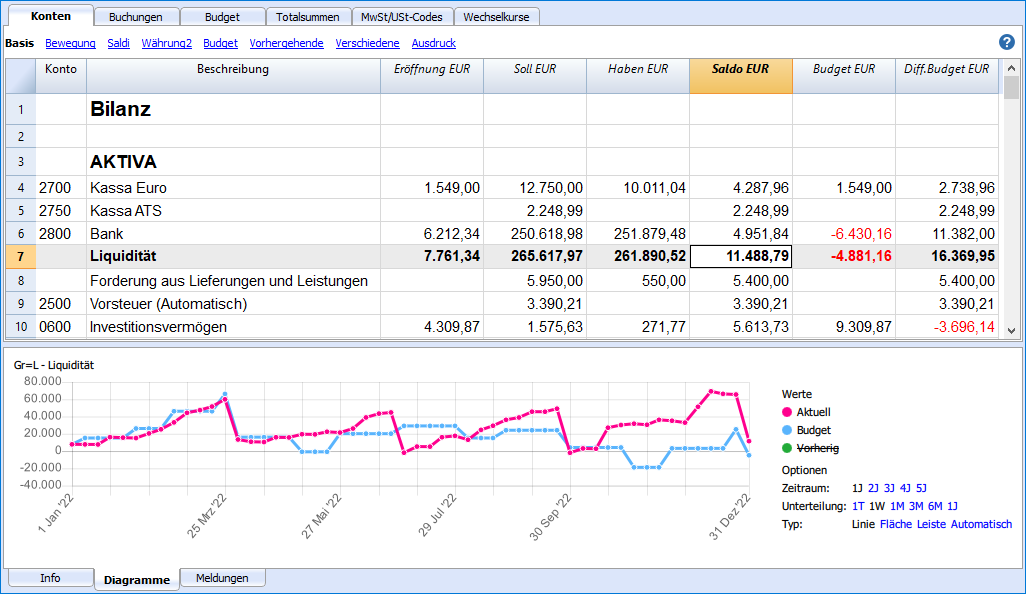 Konten Buchungen Budget Totalsummen MwSt/USt-Codes Wechselkurse
Basis Bewegung Saldi Währung2 Budget Vorhergehende Verschiedene Ausdruck ?
Konto Beschreibung Eröffnung EUR Soll EUR Haben EUR Saldo EUR Budget EUR Diff.Budget EUR
1 Bilanz
2
3 AKTIVA
4 2700 Kassa Euro 1.549,00 12.750,00 10.011,04 4.287,96 1.549,00 2.738,96
5 2750 Kassa ATS 2.248,99 2.248,99 2.248,99
6 2800 Bank 6.212,34 250.618,98 251.879,48 4.951,84 -6.430,16 11.382,00
7 Liquidität 7.761,34 265.617,97 261.890,52 11.488,79 -4.881,16 16.369,95
8 Forderung aus Lieferungen und Leistungen 5.950,00 550,00 5.400,00 5.400,00
9 2500 Vorsteuer (Automatisch) 3.390,21 3.390,21 3.390,21
10 0600 Investitionsvermögen 4.309,87 1.575,63 271,77 5.613,73 9.309,87 -3.696,14
Gr=L - Liquidität
80.000
60.000
40.000
20.000
0
-20.000
-40.000
1 Jan '22 25 Mrz '22 27 Mai '22 29 Jul '22 30 Sep '22 31 Dez '22
Werte
Aktuell
Budget
Vorherig
Optionen
Zeitraum: 1J 2J 3J 4J 5J
Unterteilung: 1T 1W 1M 3M 6M 1J
Typ: Linie Fläche Leiste Automatisch
Info Diagramme Meldungen